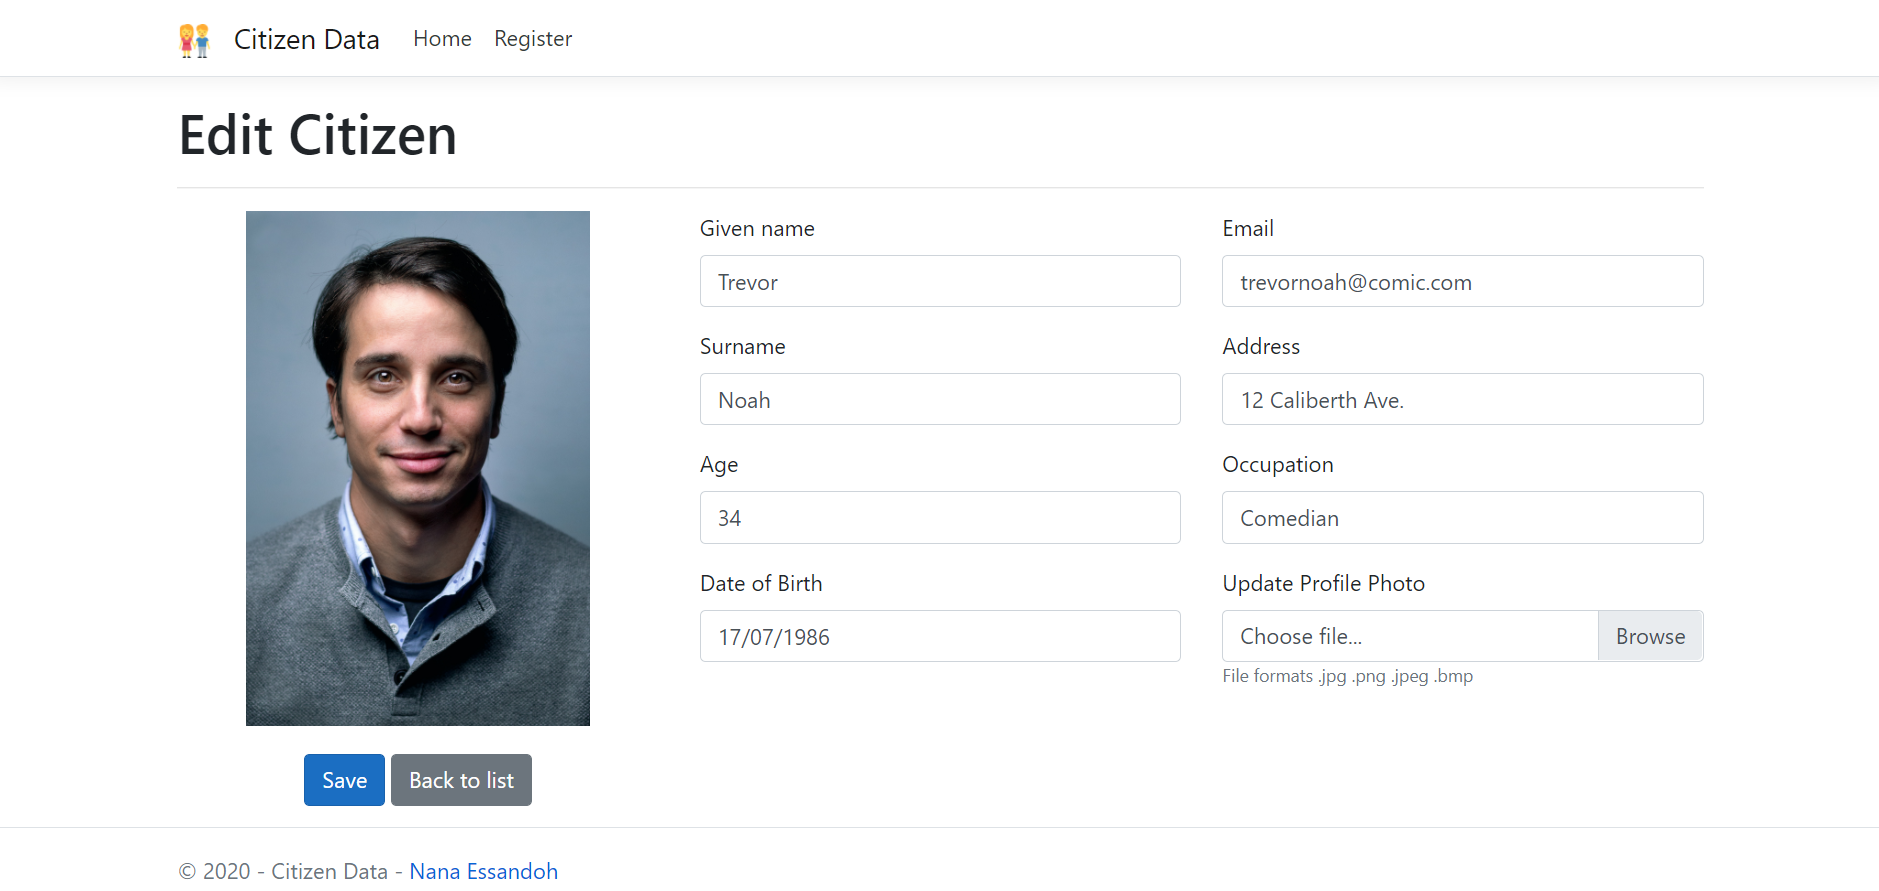 Citizen Data Home Register
Edit Citizen
Given name
Trevor
Surname
Noah
Age
34
Date of Birth
17/07/1986
Email
trevornoah@comic.com
Address
12 Caliberth Ave.
Occupation
Comedian
Update Profile Photo
Choose file... Browse
File formats .jpg .png .jpeg .bmp
Save Back to list
© 2020 - Citizen Data - Nana Essandoh